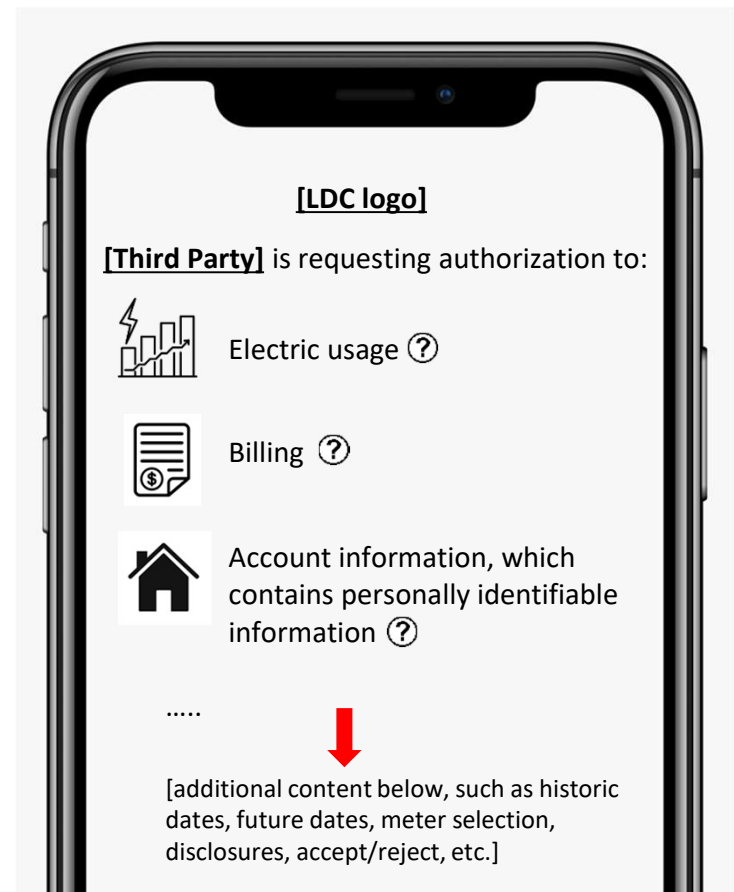 [LDC logo]
[Third Party] is requesting authorization to:
Electric usage ?
Billing ?
$
Account information, which
contains personally identifiable
information ?
.....
[additional content below, such as historic
dates, future dates, meter selection,
disclosures, accept/reject, etc.]